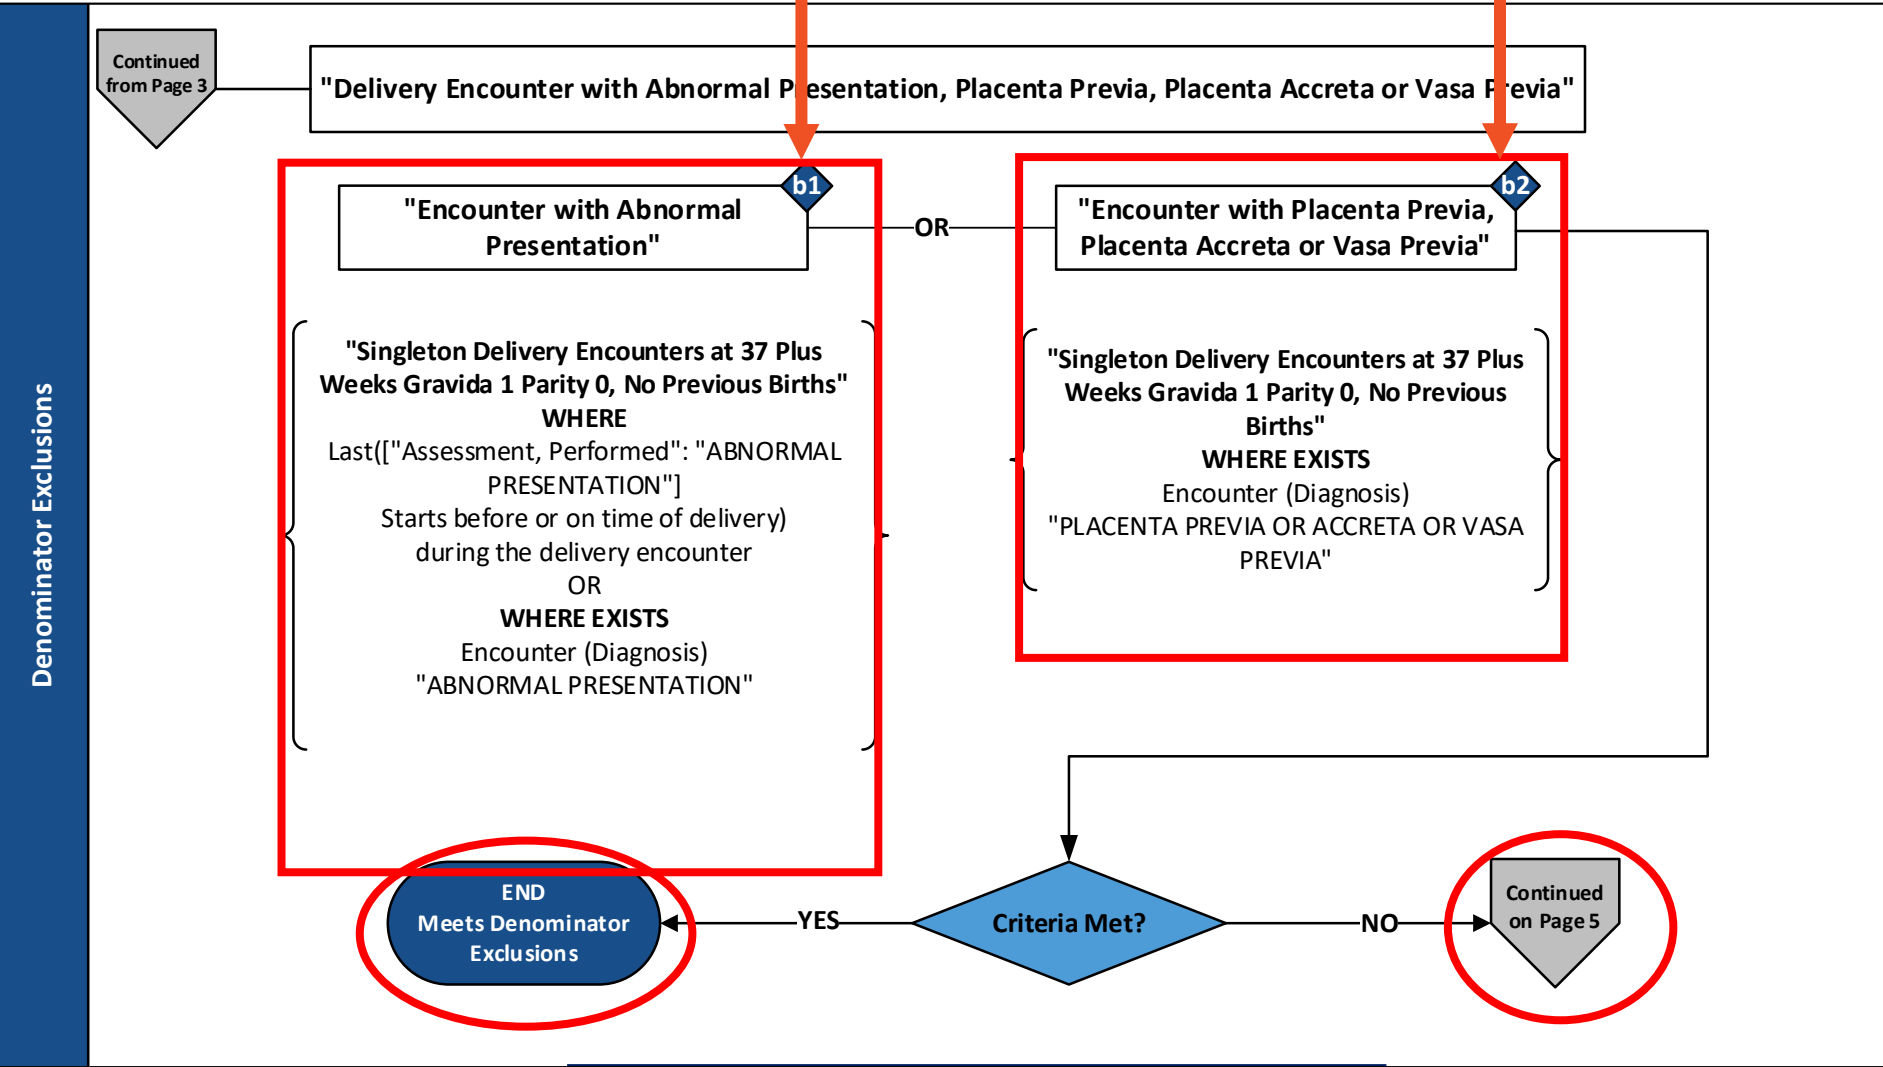 Denominator Exclusions
Continued
from Page 3
"Delivery Encounter with Abnormal Presentation, Placenta Previa, Placenta Accreta or Vasa Previa"
b1
"Encounter with Abnormal
Presentation"
OR
b2
"Encounter with Placenta Previa,
Placenta Accreta or Vasa Previa"
"Singleton Delivery Encounters at 37 Plus
Weeks Gravida 1 Parity 0, No Previous Births"
WHERE
Last(["Assessment, Performed": "ABNORMAL
PRESENTATION"]
Starts before or on time of delivery)
during the delivery encounter
OR
WHERE EXISTS
Encounter (Diagnosis)
"ABNORMAL PRESENTATION"
"Singleton Delivery Encounters at 37 Plus
Weeks Gravida 1 Parity 0, No Previous
Births"
WHERE EXISTS
Encounter (Diagnosis)
"PLACENTA PREVIA OR ACCRETA OR VASA
PREVIA"
END
Meets Denominator
Exclusions
YES
Criteria Met?
NO
Continued
on Page 5